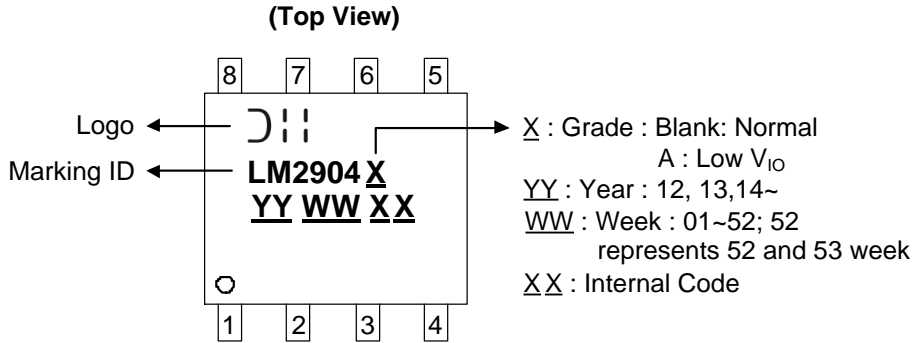 (Top View)
8 7 6 5
Logo
Marking ID
LM2904 X
YY WW X X
1 2 3 4
X : Grade : Blank: Normal
A : Low VIO
YY : Year : 12, 13,14~
WW : Week : 01~52; 52
represents 52 and 53 week
X X : Internal Code